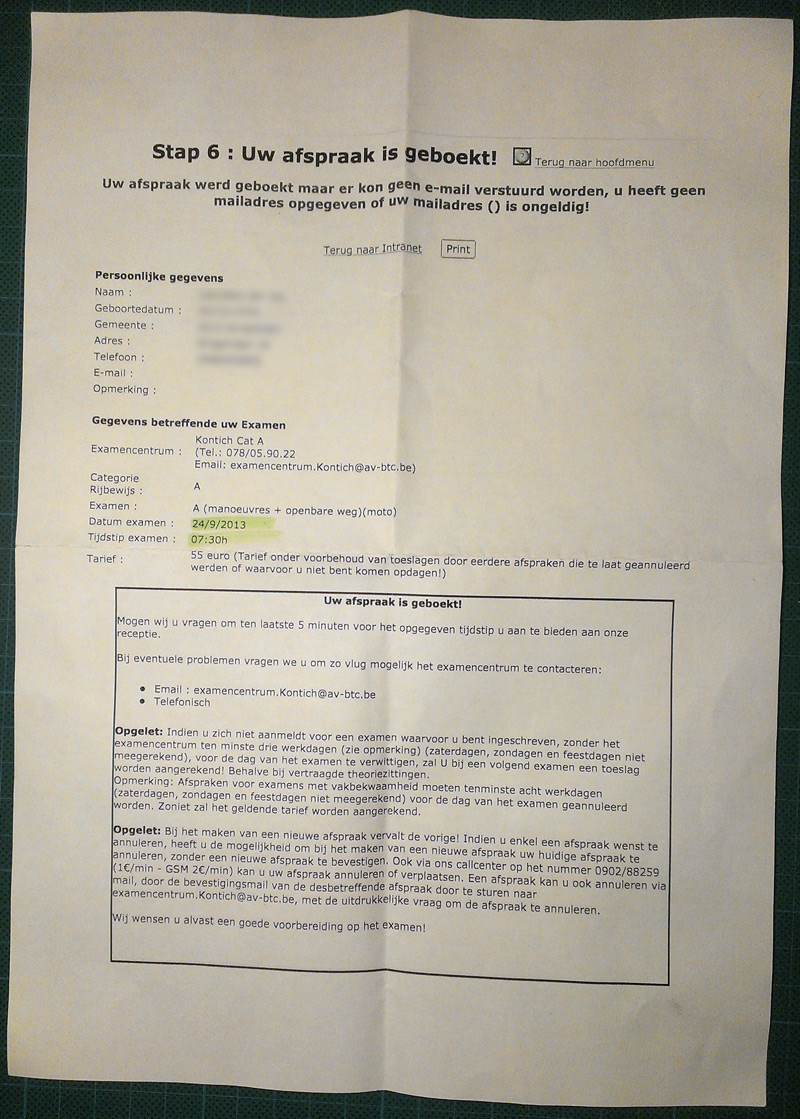 Stap 6 : Uw afspraak is geboekt! Terug naar hoofdmenu
Uw afspraak werd geboekt maar er kon geen e-mail verstuurd worden, u heeft geen
mailadres opgegeven of uw mailadres () is ongeldig!
Terug naar Intranet Print
Persoonlijke gegevens
Naam :
Geboortedatum :
Gemeente :
Adres :
Telefoon :
E-mail :
Opmerking :
Gegevens betreffende uw Examen
Examencentrum :
Kontich Cat A
(Tel.: 078/05.90.22
Email: examencentrum.Kontich@av-btc.be)
Categorie
Rijbewijs :
A
Examen : A (manoeuvres + openbare weg)(moto)
Datum examen : 24/9/2013
Tijdstip examen : 07:30h
Tarief : 55 euro (Tarief onder voorbehoud van toeslagen door eerdere afspraken die te laat geannuleerd
werden of waarvoor u niet bent komen opdagen!)
Uw afspraak is geboekt!
Mogen wij u vragen om ten laatste 5 minuten voor het opgegeven tijdstip u aan te bieden aan onze
receptie.
Bij eventuele problemen vragen we u om zo vlug mogelijk het examencentrum te contacteren:
• Email : examencentrum.Kontich@av-btc.be
• Telefonisch
Opgelet: Indien u zich niet aanmeldt voor een examen waarvoor u bent ingeschreven, zonder het
examencentrum ten minste drie werkdagen (zie opmerking) (zaterdagen, zondagen en feestdagen niet
meegerekend), voor de dag van het examen te verwittigen, zal U bij een volgend examen een toeslag
worden aangerekend! Behalve bij vertraagde theoriezittingen.
Opmerking: Afspraken voor examens met vakbekwaamheid moeten tenminste acht werkdagen
(zaterdagen, zondagen en feestdagen niet meegerekend) voor de dag van het examen geannuleerd
worden. Zoniet zal het geldende tarief worden aangerekend.
Opgelet: Bij het maken van een nieuwe afspraak vervalt de vorige! Indien u enkel een afspraak wenst te
annuleren, heeft u de mogelijkheid om bij het maken van een nieuwe afspraak uw huidige afspraak te
annuleren, zonder een nieuwe afspraak te bevestigen. Ook via ons callcenter op het nummer 0902/88259
(1€/min - GSM 2€/min) kan u uw afspraak annuleren of verplaatsen. Een afspraak kan u ook annuleren via
mail, door de bevestigingsmail van de desbetreffende afspraak door te sturen naar
examencentrum.Kontich@av-btc.be, met de uitdrukkelijke vraag om de afspraak te annuleren.
Wij wensen u alvast een goede voorbereiding op het examen!